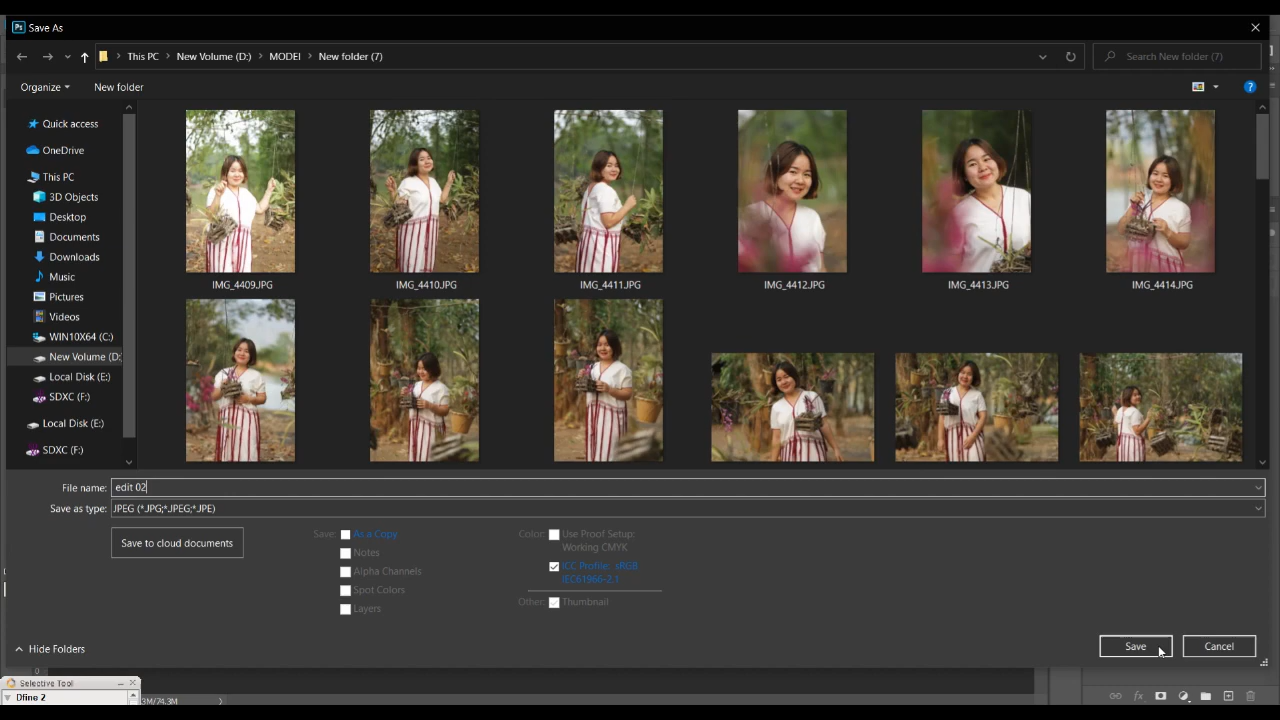 Ps Save As
This PC New Volume (D:) MODEl New folder (7)
Search New folder (7)
Organize New folder
Quick access
OneDrive
This PC
3D Objects
Desktop
Documents
Downloads
Music
Pictures
Videos
WIN10X64 (C:)
New Volume (D:
Local Disk (E:)
SDXC (F:)
Local Disk (E:)
SDXC (F:)
IMG_4409.JPG IMG_4410.JPG IMG_4411.JPG IMG_4412.JPG IMG_4413.JPG IMG_4414.JPG
File name: edit 02
Save as type: JPEG (*.JPG;*.JPEG;*.JPE)
Save to cloud documents
Save: As a Copy
Notes
Alpha Channels
Spot Colors
Layers
Color: Use Proof Setup:
Working CMYK
ICC Profile: sRGB
IEC61966-2.1
Other: Thumbnail
Hide Folders
Save Cancel
Selective Tool
Dfine 2
3M/74.3M
fx